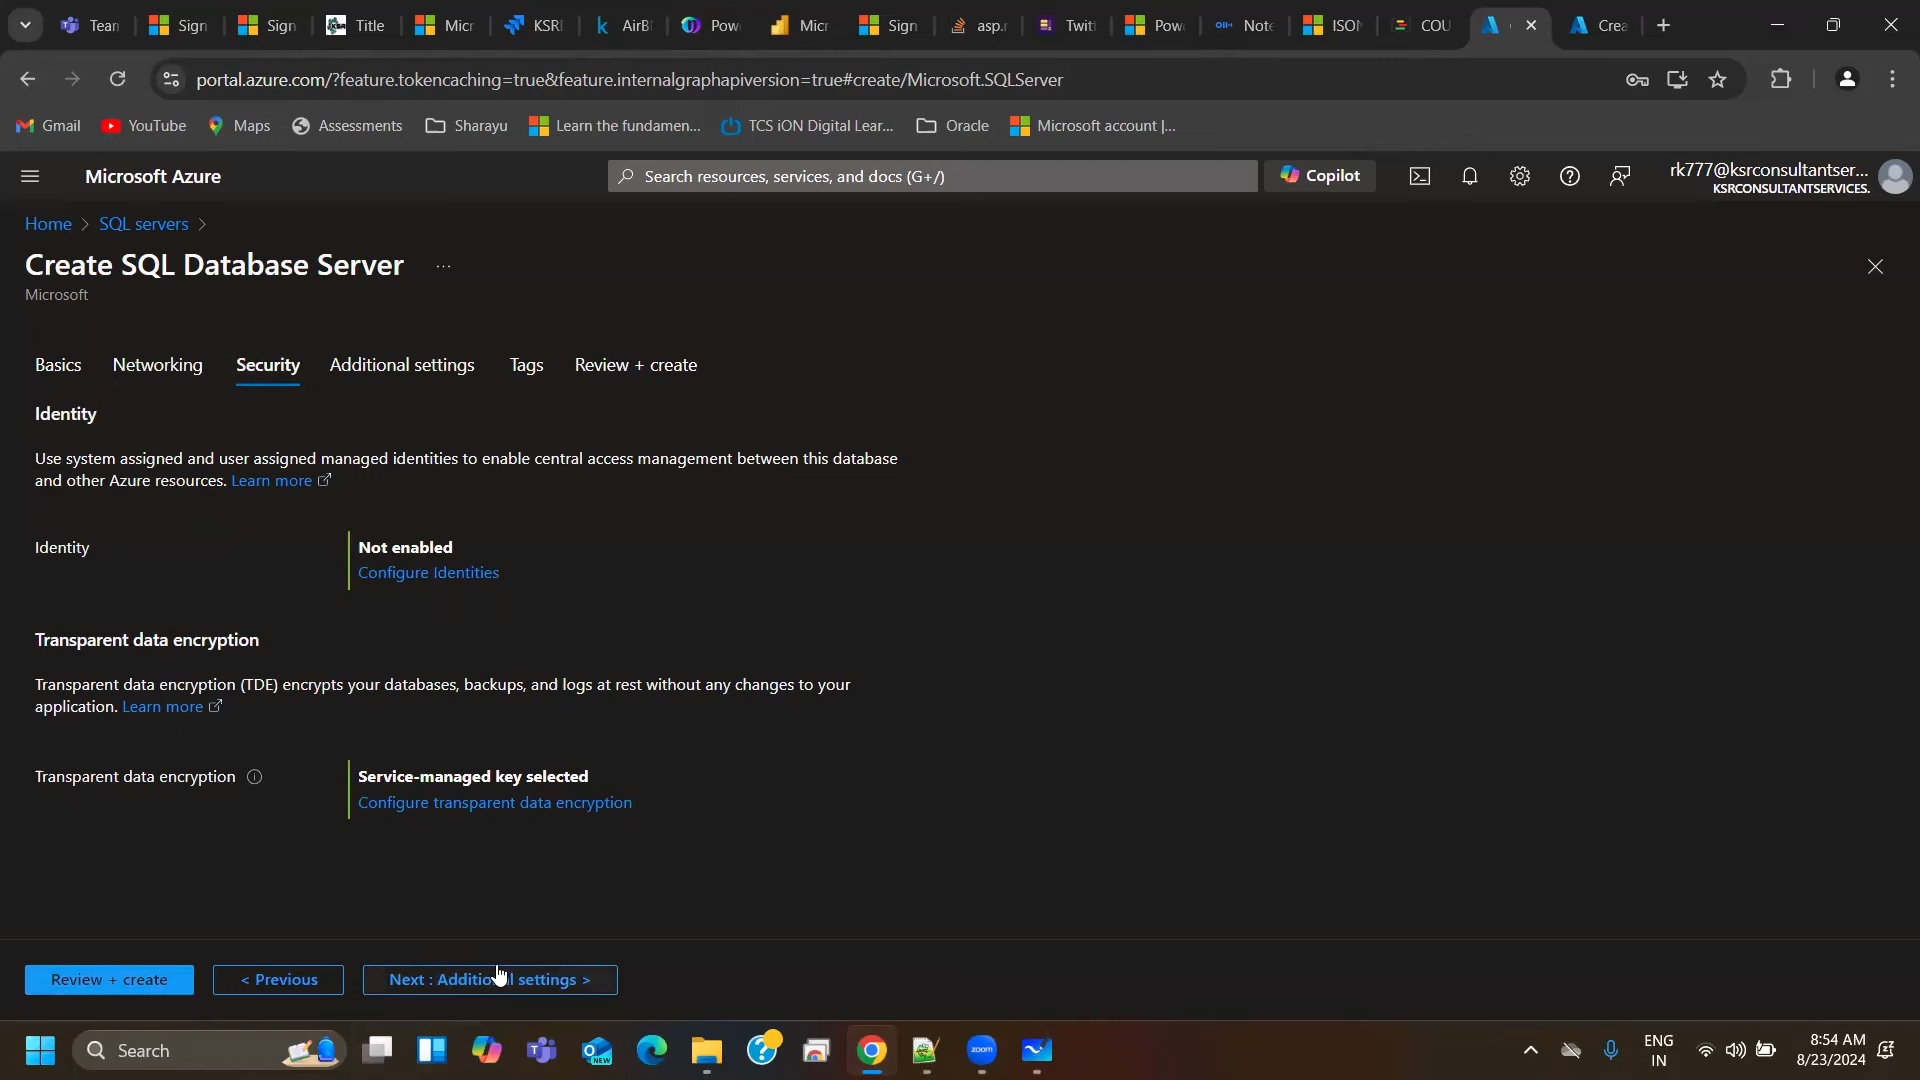 Tean
Sign
Sign
Title
Micr
KSRI
AirB
Pow
Micr
Sign
asp.r
Twitt
Pow
Note
ISON
COU
Crea
portal.azure.com/?feature.tokencaching=true&feature.internalgraphapiversion=true#create/Microsoft.SQLServer
Gmail
YouTube
Maps
Assessments
Sharayu
Learn the fundamen...
TCS iON Digital Lear...
Oracle
Microsoft account |...
Microsoft Azure
Search resources, services, and docs (G+/)
Copilot
rk777@ksrconsultantser...
KSRCONSULTANTSERVICES.
Home > SQL servers >
Create SQL Database Server ...
Microsoft
Basics Networking Security Additional settings Tags Review + create
Identity
Use system assigned and user assigned managed identities to enable central access management between this database
and other Azure resources. Learn more
Identity
Not enabled
Configure Identities
Transparent data encryption
Transparent data encryption (TDE) encrypts your databases, backups, and logs at rest without any changes to your
application. Learn more
Transparent data encryption
Service-managed key selected
Configure transparent data encryption
Review + create
< Previous
Next : Additional settings >
Search
NEW
zoom
ENG
IN
8:54 AM
8/23/2024